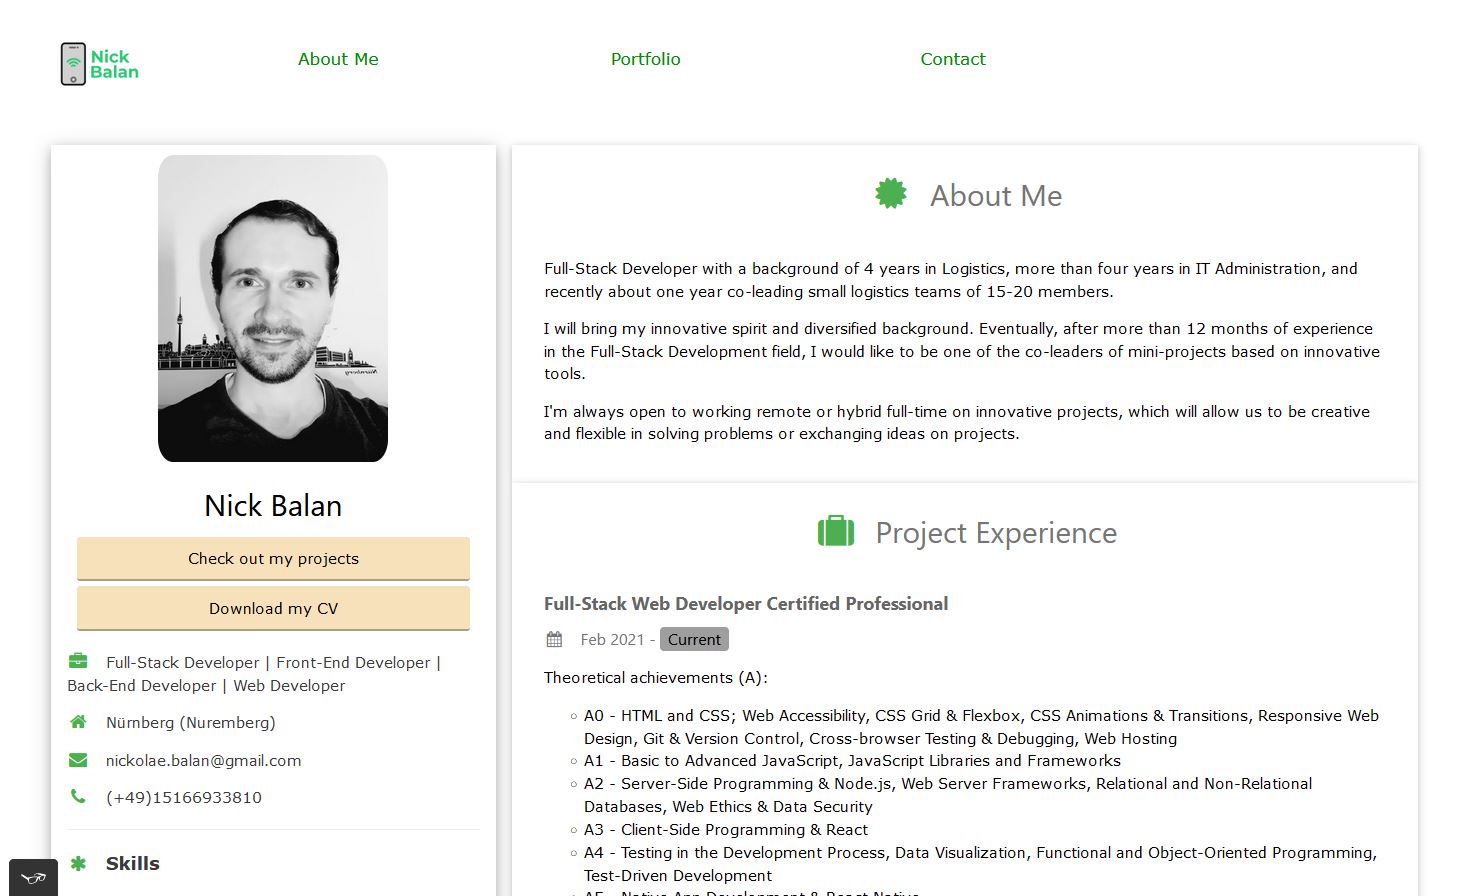 Nick
Balan
About Me
Portfolio
Contact
Nürnberg
Nick Balan
Check out my projects
Download my CV
Full-Stack Developer | Front-End Developer |
Back-End Developer | Web Developer
Nürnberg (Nuremberg)
nickolae.balan@gmail.com
(+49)15166933810
Skills
About Me
Full-Stack Developer with a background of 4 years in Logistics, more than four years in IT Administration, and
recently about one year co-leading small logistics teams of 15-20 members.
I will bring my innovative spirit and diversified background. Eventually, after more than 12 months of experience
in the Full-Stack Development field, I would like to be one of the co-leaders of mini-projects based on innovative
tools.
I'm always open to working remote or hybrid full-time on innovative projects, which will allow us to be creative
and flexible in solving problems or exchanging ideas on projects.
Project Experience
Full-Stack Web Developer Certified Professional
Feb 2021 - Current
Theoretical achievements (A):
A0 - HTML and CSS; Web Accessibility, CSS Grid & Flexbox, CSS Animations & Transitions, Responsive Web
Design, Git & Version Control, Cross-browser Testing & Debugging, Web Hosting
A1 - Basic to Advanced JavaScript, JavaScript Libraries and Frameworks
A2 - Server-Side Programming & Node.js, Web Server Frameworks, Relational and Non-Relational
Databases, Web Ethics & Data Security
A3 - Client-Side Programming & React
A4 - Testing in the Development Process, Data Visualization, Functional and Object-Oriented Programming,
Test-Driven Development
A5 - Native App Development & React Native